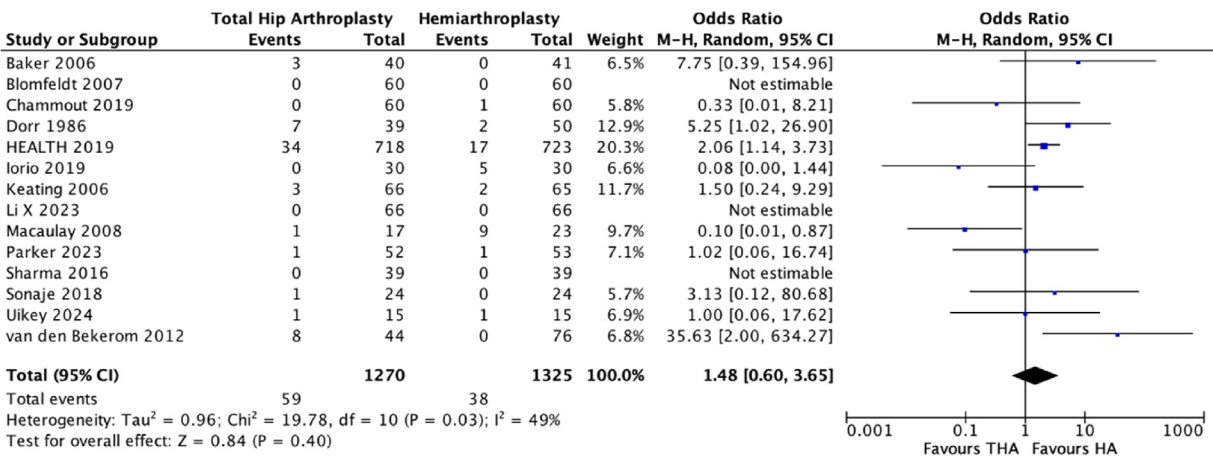 Total Hip Arthroplasty Hemiarthroplasty Odds Ratio Odds Ratio
Study or Subgroup Events Total Events Total Weight M-H, Random, 95% CI M-H, Random, 95% CI
Baker 2006 3 40 0 41 6.5% 7.75 [0.39, 154.96]
Blomfeldt 2007 0 60 0 60 Not estimable
Chammout 2019 0 60 1 60 5.8% 0.33 [0.01, 8.21]
Dorr 1986 7 39 2 50 12.9% 5.25 [1.02, 26.90]
HEALTH 2019 34 718 17 723 20.3% 2.06 [1.14, 3.73]
Iorio 2019 0 30 5 30 6.6% 0.08 [0.00, 1.44]
Keating 2006 3 66 2 65 11.7% 1.50 [0.24, 9.29]
Li X 2023 0 66 0 66 Not estimable
Macaulay 2008 1 17 9 23 9.7% 0.10 [0.01, 0.87]
Parker 2023 1 52 1 53 7.1% 1.02 [0.06, 16.74]
Sharma 2016 0 39 0 39 Not estimable
Sonaje 2018 1 24 0 24 5.7% 3.13 [0.12, 80.68]
Uikey 2024 1 15 1 15 6.9% 1.00 [0.06, 17.62]
van den Bekerom 2012 8 44 0 76 6.8% 35.63 [2.00, 634.27]
Total (95% CI) 1270 1325 100.0% 1.48 [0.60, 3.65]
Total events 59 38
Heterogeneity: Tau² = 0.96; Chi² = 19.78, df = 10 (P = 0.03); I² = 49%
Test for overall effect: Z = 0.84 (P = 0.40)
0.001 0.1 1 10 1000
Favours THA Favours HA